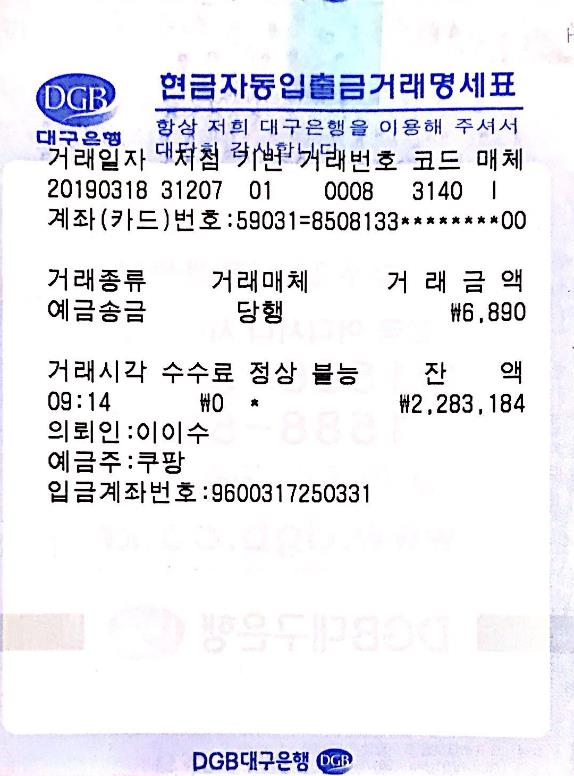 DGB
대구은행
현금자동입출금거래명세표
항상 저희 대구은행을 이용해 주셔서
대단히 감사합니다
거래일자 지점 기번 거래번호 코드 매체
20190318 31207 01 0008 3140 I
계좌(카드)번호:59031=8508133********00
거래종류 거래매체 거 래 금 액
예금송금 당행 ₩6,890
거래시각 수수료 정상 불능 잔 액
09:14 ₩0 * ₩2,283,184
의뢰인:이이수
예금주:쿠팡
입금계좌번호:9600317250331
DGB대구은행 DGB